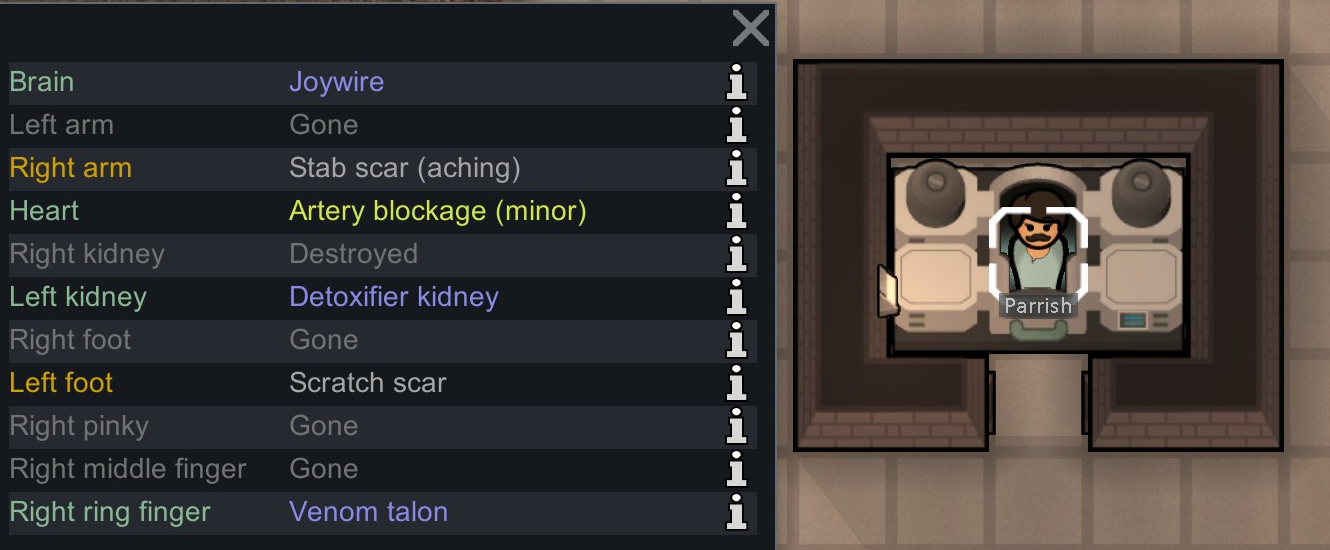 Brain Joywire
Left arm Gone
Right arm Stab scar (aching)
Heart Artery blockage (minor)
Right kidney Destroyed
Left kidney Detoxifier kidney
Right foot Gone
Left foot Scratch scar
Right pinky Gone
Right middle finger Gone
Right ring finger Venom talon
Parrish